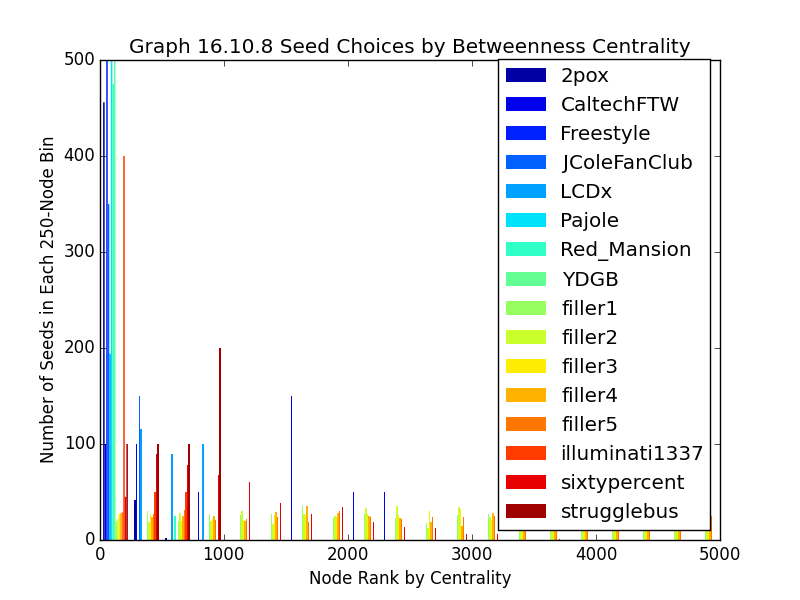 Graph 16.10.8 Seed Choices by Betweenness Centrality
500
400
300
200
100
0
Number of Seeds in Each 250-Node Bin
2pox
CaltechFTW
Freestyle
JColeFanClub
LCDx
Pajole
Red_Mansion
YDGB
filler1
filler2
filler3
filler4
filler5
illuminati1337
sixtypercent
strugglebus
0 1000 2000 3000 4000 5000
Node Rank by Centrality